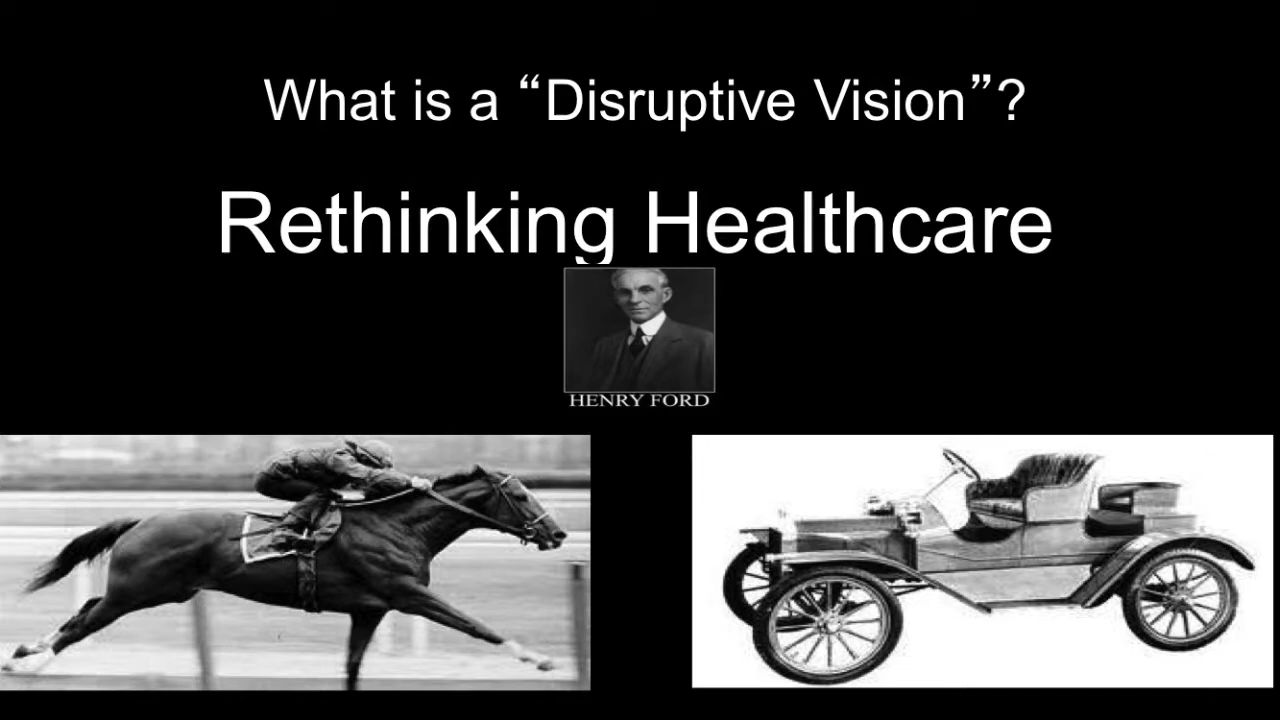 What is a “Disruptive Vision”?
Rethinking Healthcare
HENRY FORD